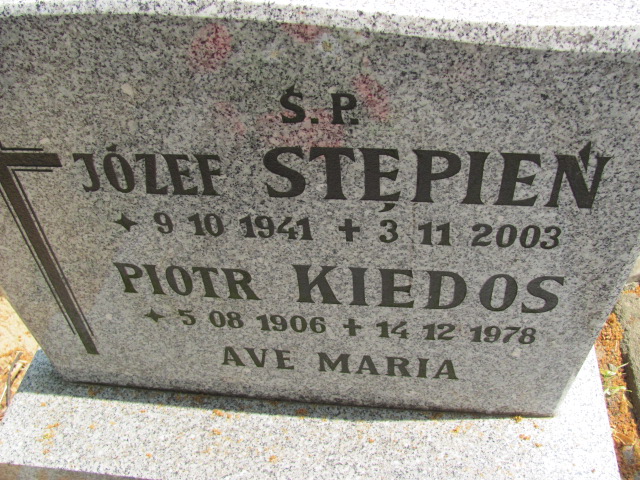 Ś.P.
JÓZEF STĘPIEŃ
✦ 9 10 1941 ✝ 3 11 2003
PIOTR KIEDOS
✦ 5 08 1906 ✝ 14 12 1978
AVE MARIA